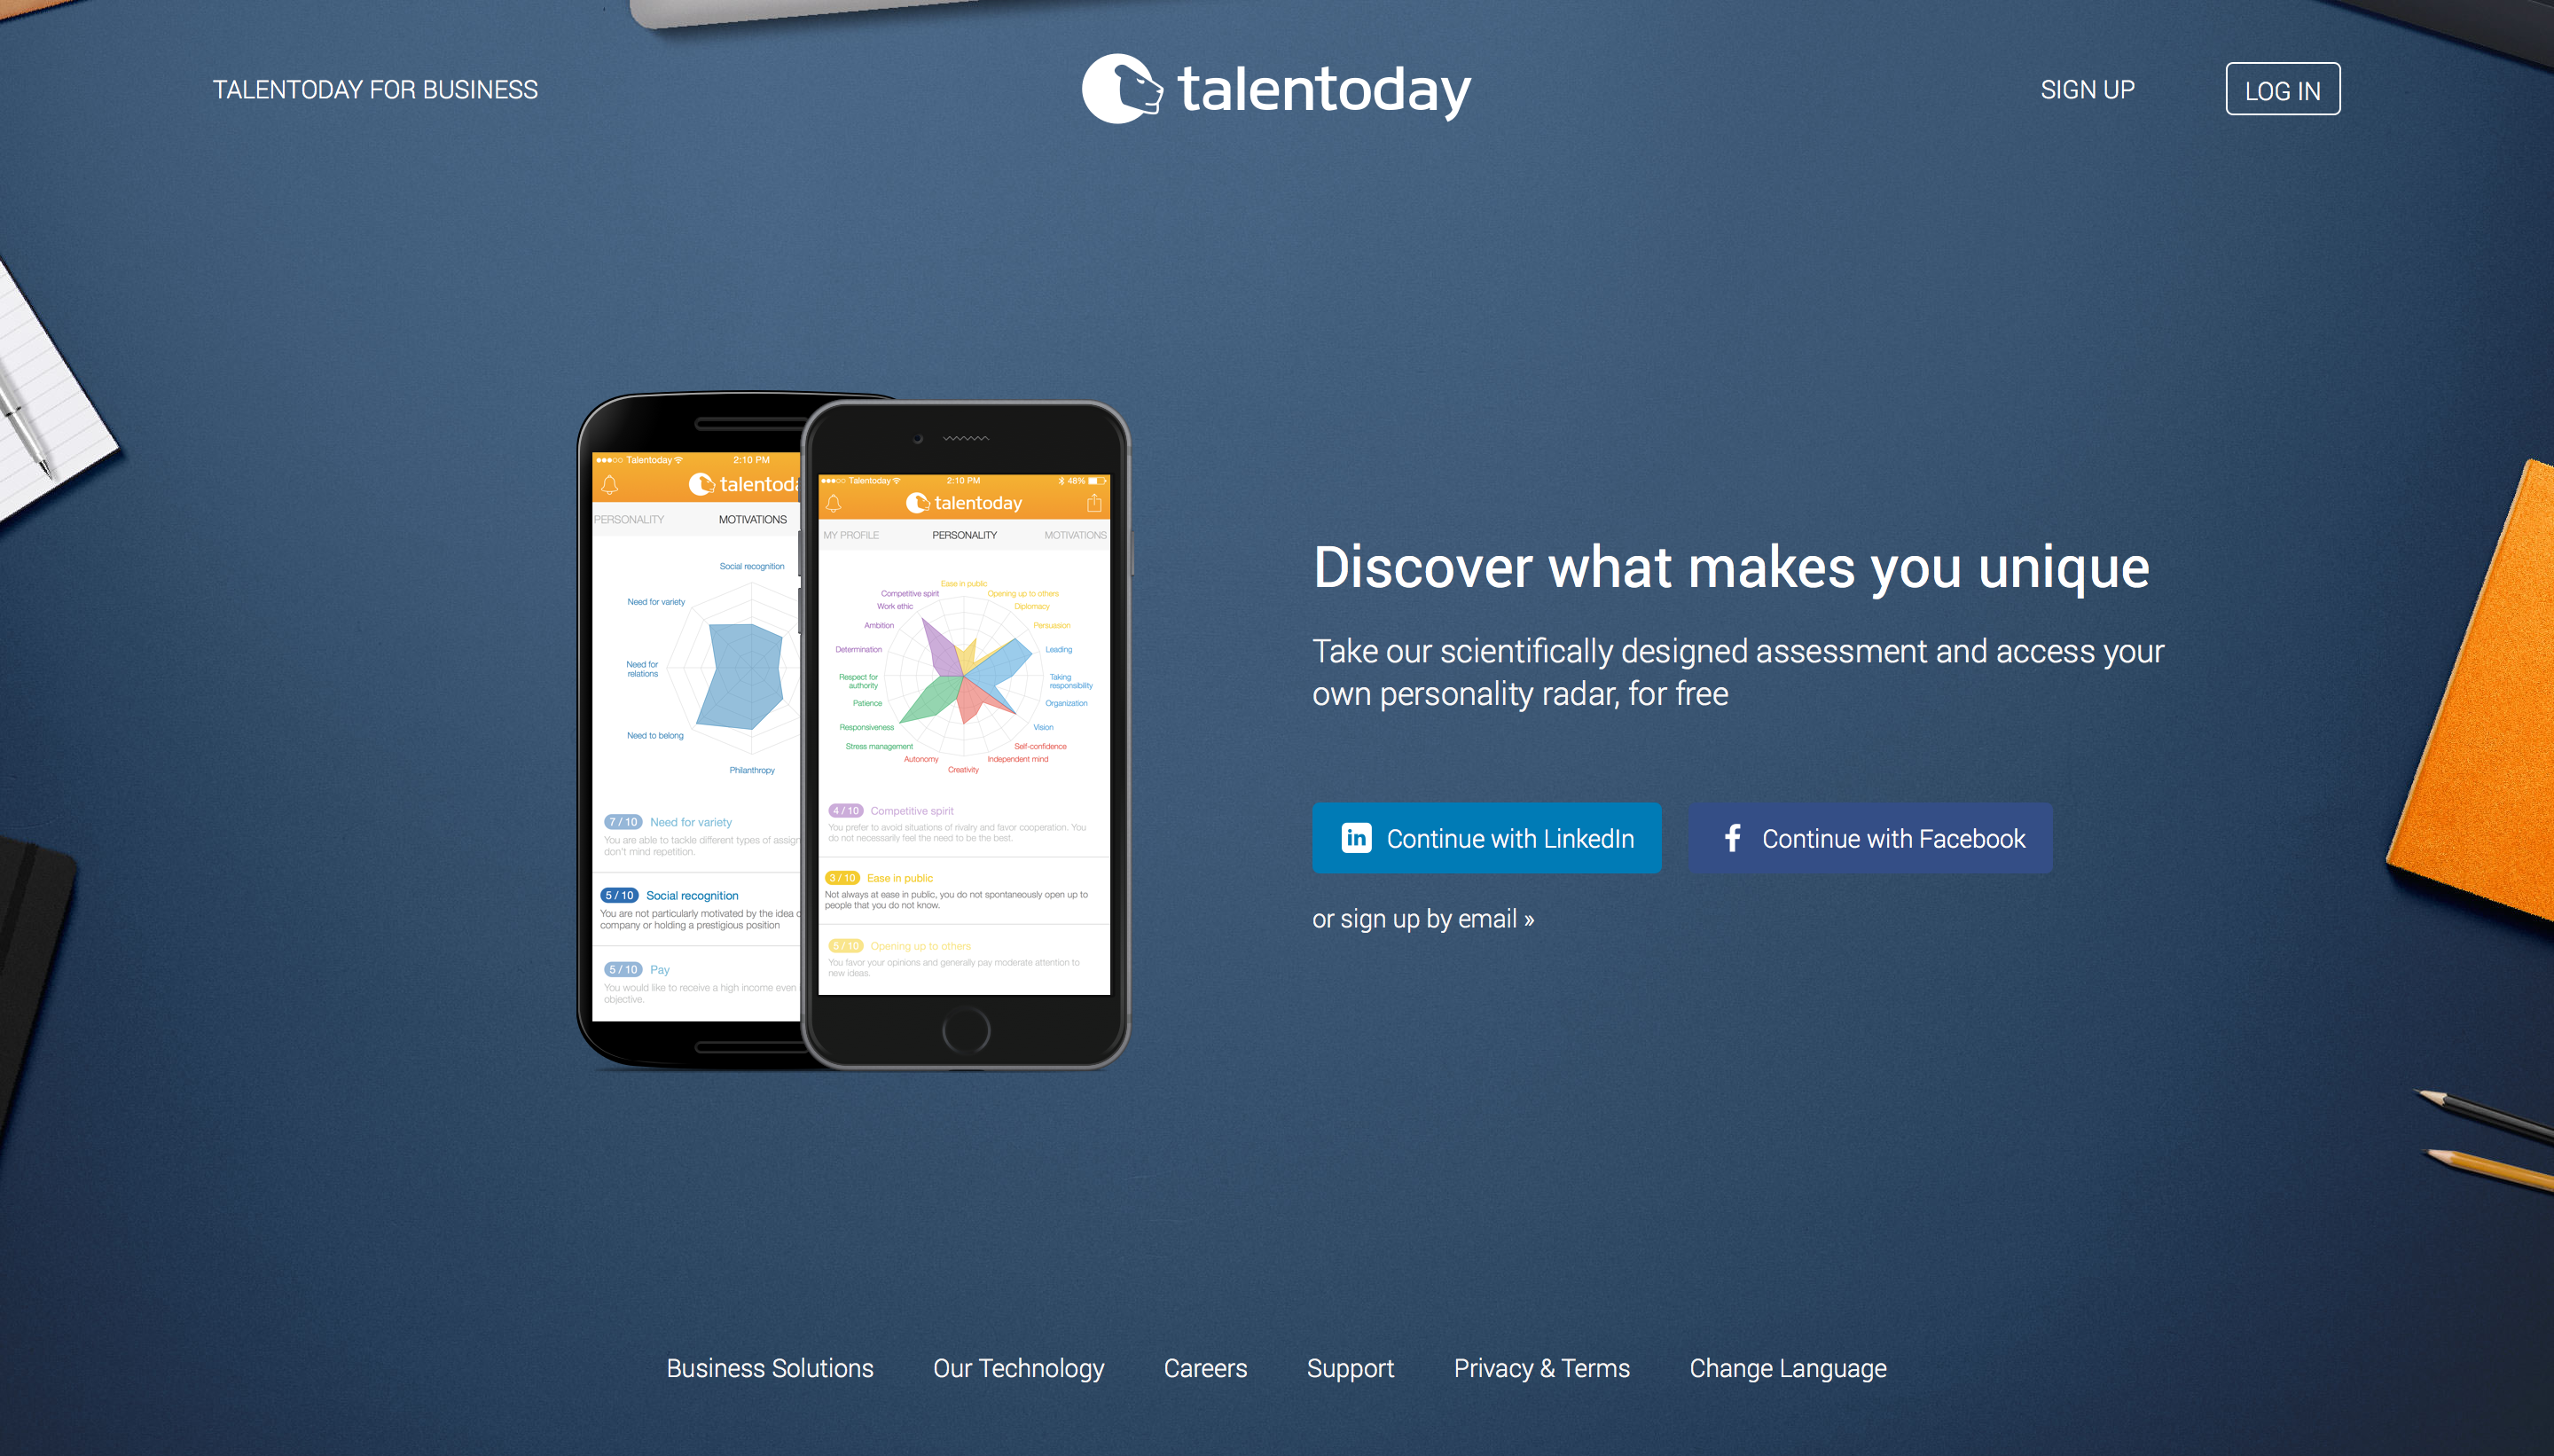 TALENTODAY FOR BUSINESS
talentoday
SIGN UP
LOG IN
Talentoday
2:10 PM
talentoda
PERSONALITY
MOTIVATIONS
Social recognition
Need for variety
Need for
relations
Need to belong
Philanthropy
7 / 10 Need for variety
You are able to tackle different types of assign
don't mind repetition.
5 / 10 Social recognition
You are not particularly motivated by the idea
company or holding a prestigious position
5 / 10 Pay
You would like to receive a high income even
objective.
Talentoday
2:10 PM
48%
talentoday
MY PROFILE
PERSONALITY
MOTIVATIONS
Ease in public
Opening up to others
Diplomacy
Persuasion
Leading
Taking
responsibility
Organization
Vision
Self-confidence
Independent mind
Creativity
Autonomy
Stress management
Responsiveness
Patience
Respect for
authority
Determination
Ambition
Work ethic
Competitive spirit
4 / 10 Competitive spirit
You prefer to avoid situations of rivalry and favor cooperation. You
do not necessarily feel the need to be the best.
3 / 10 Ease in public
Not always at ease in public, you do not spontaneously open up to
people that you do not know.
5 / 10 Opening up to others
You favor your opinions and generally pay moderate attention to
new ideas.
Discover what makes you unique
Take our scientifically designed assessment and access your
own personality radar, for free
in Continue with LinkedIn
f Continue with Facebook
or sign up by email »
Business Solutions
Our Technology
Careers
Support
Privacy & Terms
Change Language